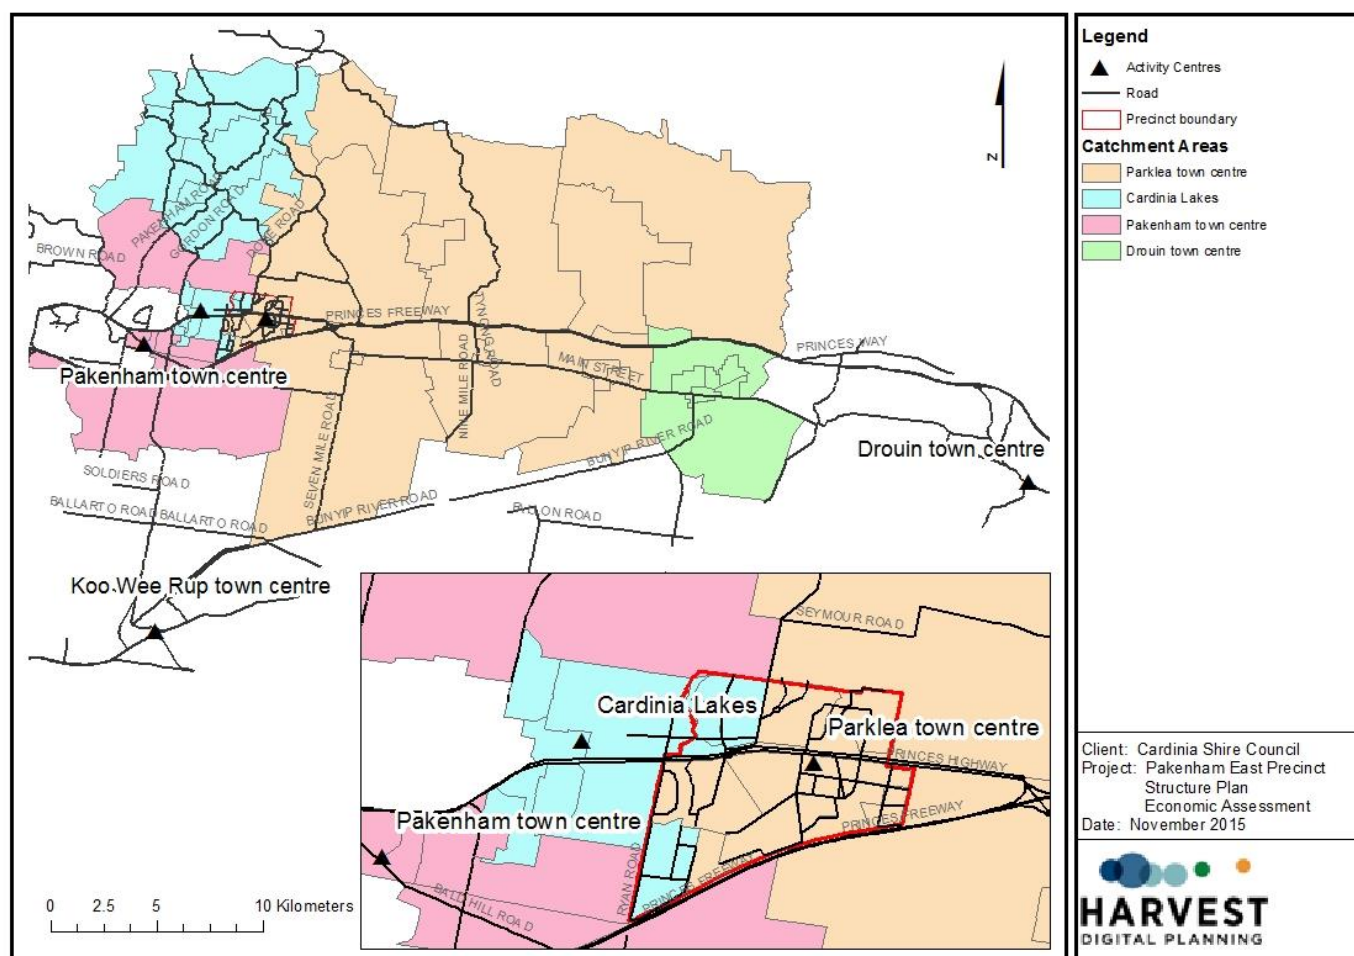 PAKENHAM ROAD
GORDON ROAD
DORE ROAD
BROWN ROAD
PRINCES FREEWAY
TYNONG ROAD
NINE MILE ROAD
MAIN STREET
PRINCES WAY
Pakenham town centre
SEVEN MILE ROAD
BUNYIP RIVER ROAD
Drouin town centre
SOLDIERS ROAD
BALLARTO ROAD BALLARTO ROAD
BUNYIP RIVER ROAD
ROAD
Koo Wee Rup town centre
SEYMOUR ROAD
Cardinia Lakes
Parklea town centre
PRINCES HIGHWAY
Pakenham town centre
PRINCES FREEWAY
RYAN ROAD
PRINCES FREEWAY
BALD HILL ROAD
0 2.5 5 10 Kilometers
N
Legend
Activity Centres
Road
Precinct boundary
Catchment Areas
Parklea town centre
Cardinia Lakes
Pakenham town centre
Drouin town centre
Client: Cardinia Shire Council
Project: Pakenham East Precinct
Structure Plan
Economic Assessment
Date: November 2015
HARVEST
DIGITAL PLANNING